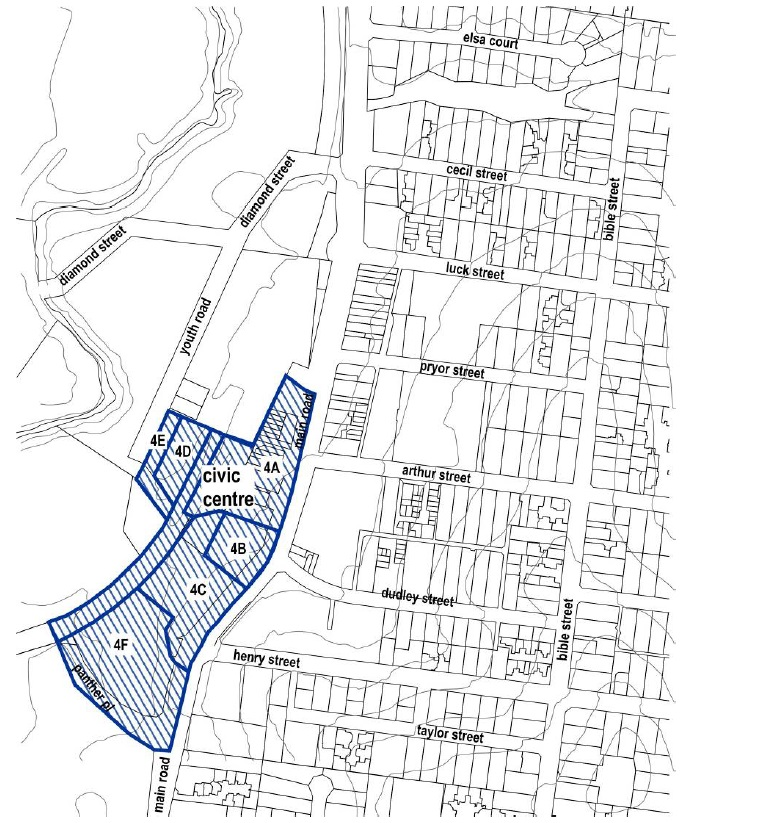 elsa court
cecil street
diamond street
bible street
diamond street
luck street
youth road
pryor street
main road
4E
4D
4A
civic
centre
arthur street
4B
4C
dudley street
bible street
4F
henry street
panther pl
taylor street
main road